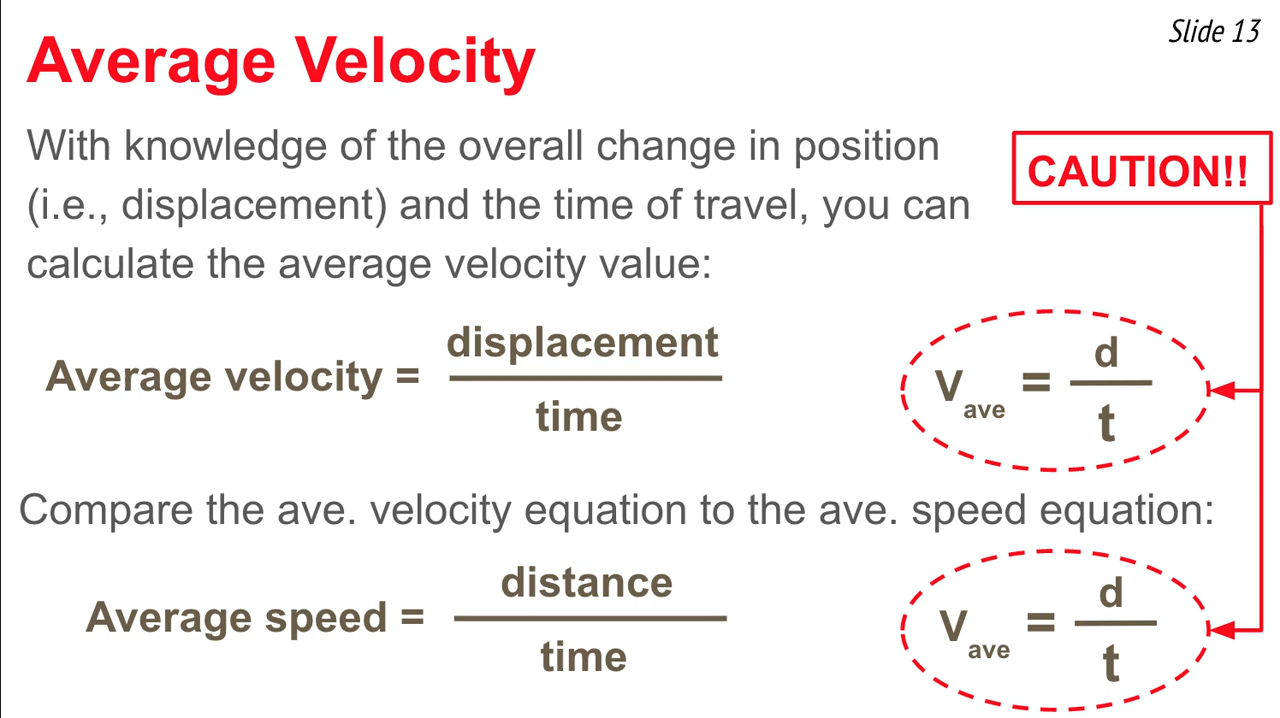 Slide 13
Average Velocity
With knowledge of the overall change in position
(i.e., displacement) and the time of travel, you can
calculate the average velocity value:
CAUTION!!
Average velocity = displacement
time
v ave = d
t
Compare the ave. velocity equation to the ave. speed equation:
Average speed = distance
time
v ave = d
t